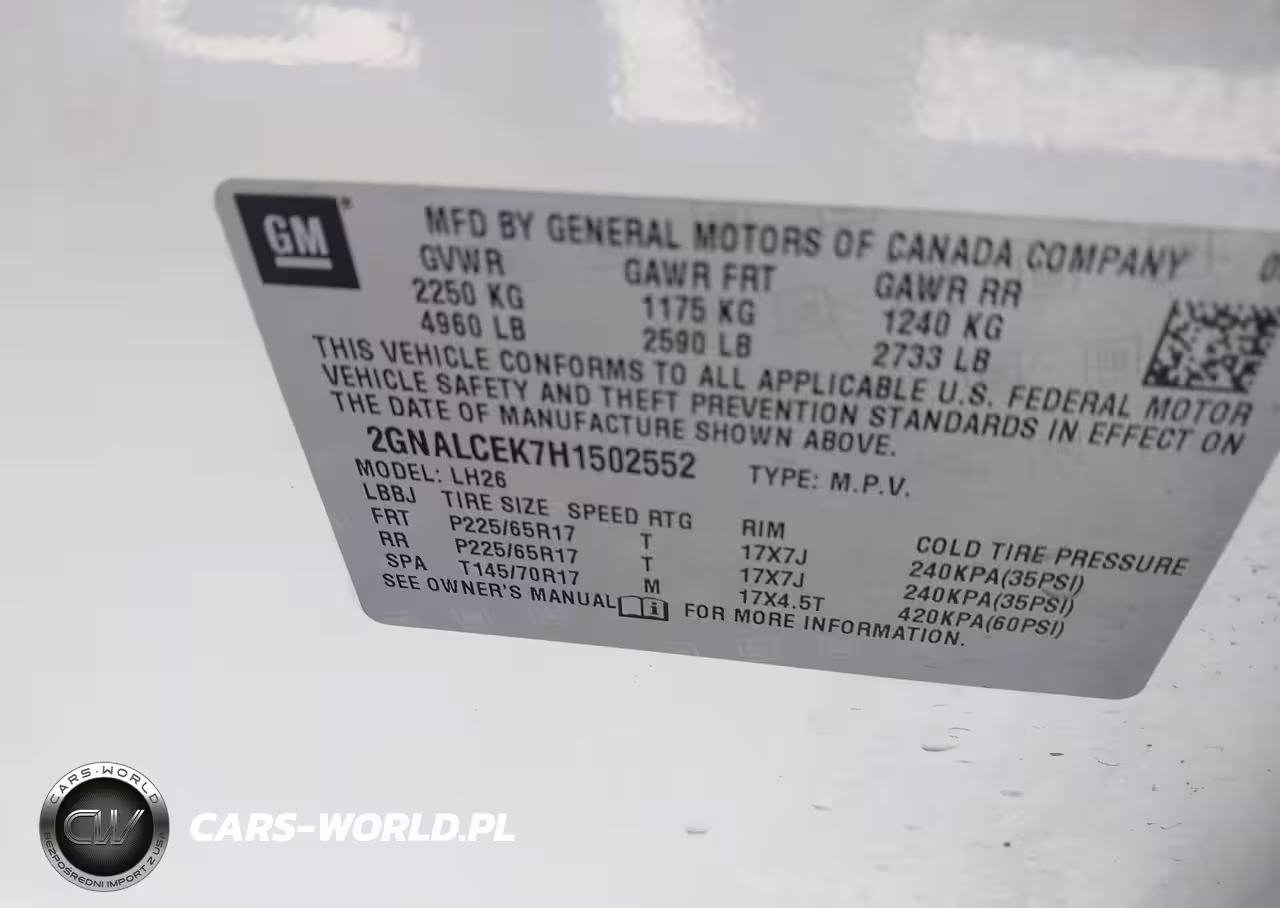 GM
MFD BY GENERAL MOTORS OF CANADA COMPANY
GVWR GAWR FRT GAWR RR
2250 KG 1175 KG 1240 KG
4960 LB 2590 LB 2733 LB
THIS VEHICLE CONFORMS TO ALL APPLICABLE U.S. FEDERAL MOTOR
VEHICLE SAFETY AND THEFT PREVENTION STANDARDS IN EFFECT ON
THE DATE OF MANUFACTURE SHOWN ABOVE.
2GNALCEK7H1502552 TYPE: M.P.V.
MODEL: LH26
LBBJ TIRE SIZE SPEED RTG RIM COLD TIRE PRESSURE
FRT P225/65R17 T 17X7J 240KPA(35PSI)
RR P225/65R17 T 17X7J 240KPA(35PSI)
SPA T145/70R17 M 17X4.5T 420KPA(60PSI)
SEE OWNER'S MANUAL FOR MORE INFORMATION.
CARS-WORLD
CW
BEZPOŚREDNI IMPORT Z USA
CARS-WORLD.PL